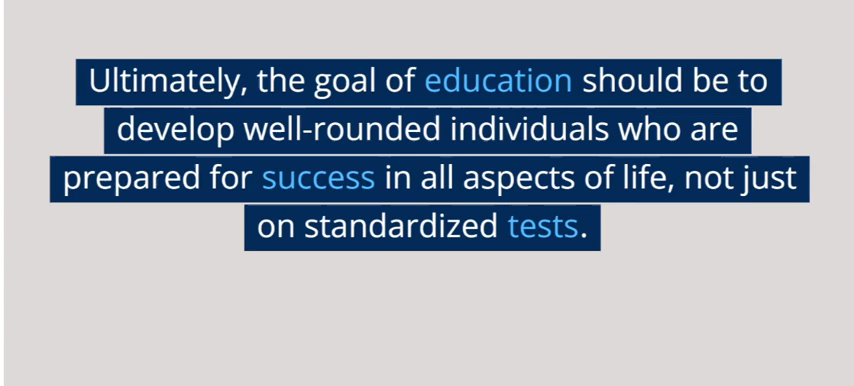 Ultimately, the goal of education should be to
develop well-rounded individuals who are
prepared for success in all aspects of life, not just
on standardized tests.